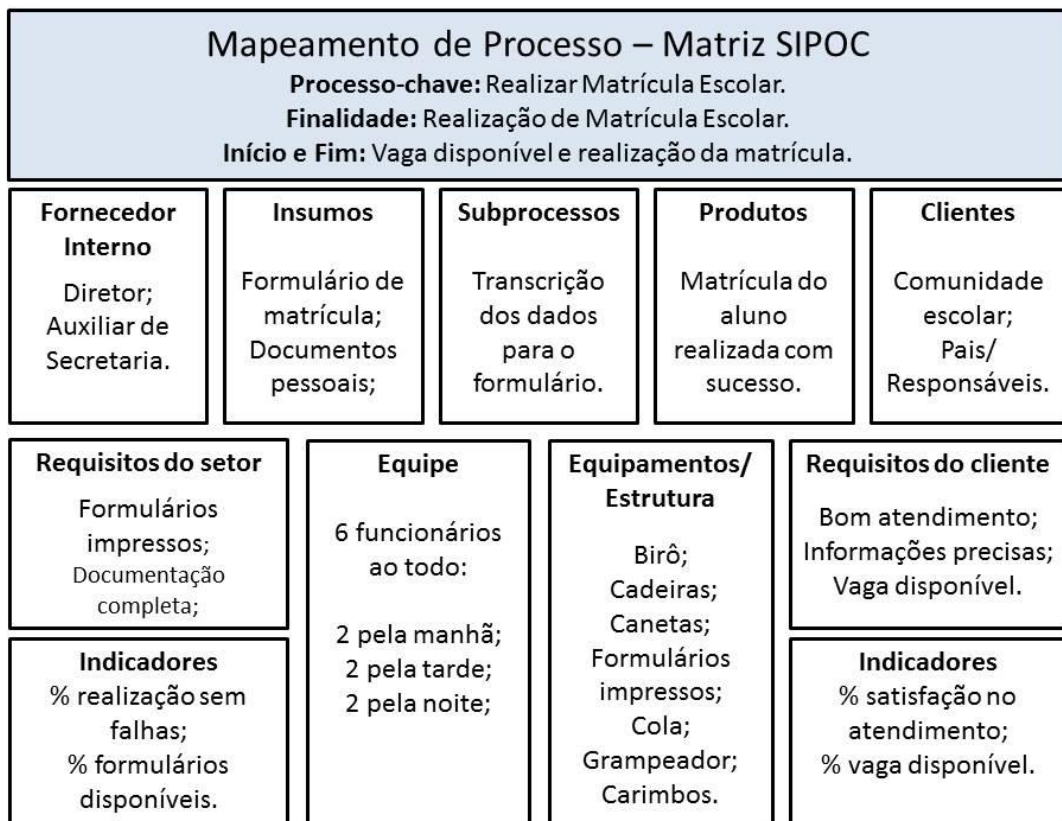 Mapeamento de Processo – Matriz SIPOC
Processo-chave: Realizar Matrícula Escolar.
Finalidade: Realização de Matrícula Escolar.
Início e Fim: Vaga disponível e realização da matrícula.
Fornecedor
Interno
Diretor;
Auxiliar de
Secretaria.
Insumos
Formulário de
matrícula;
Documentos
pessoais;
Subprocessos
Transcrição
dos dados
para o
formulário.
Produtos
Matrícula do
aluno
realizada com
sucesso.
Clientes
Comunidade
escolar;
Pais/
Responsáveis.
Requisitos do setor
Formulários
impressos;
Documentação
completa;
Indicadores
% realização sem
falhas;
% formulários
disponíveis.
Equipe
6 funcionários
ao todo:
2 pela manhã;
2 pela tarde;
2 pela noite;
Equipamentos/
Estrutura
Birô;
Cadeiras;
Canetas;
Formulários
impressos;
Cola;
Grampeador;
Carimbos.
Requisitos do cliente
Bom atendimento;
Informações precisas;
Vaga disponível.
Indicadores
% satisfação no
atendimento;
% vaga disponível.